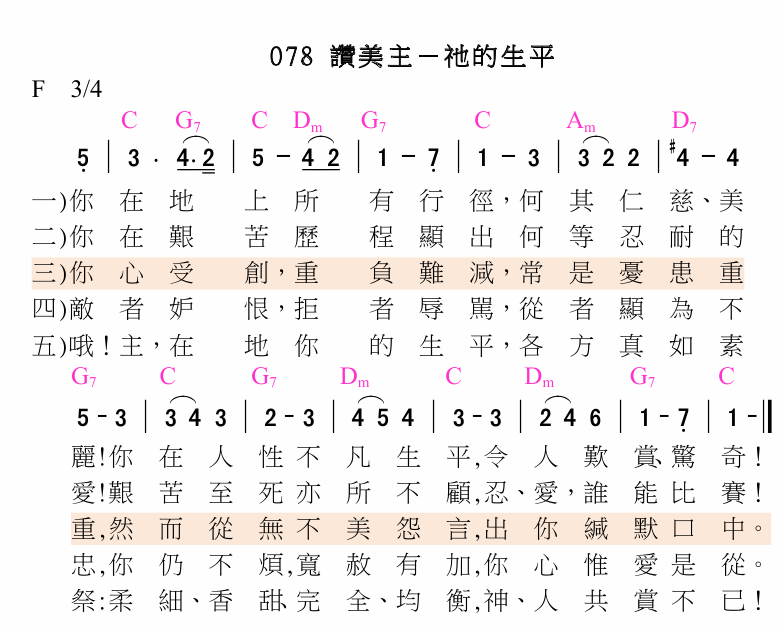 078 讚美主－祂的生平
F 3/4
C G7 C Dm G7 C Am D7
5 | 3 . 4. 2 | 5 - 4 2 | 1 - 7 | 1 - 3 | 3 2 2 | #4 - 4
一)你在地上所有行徑，何其仁慈、美
二)你在艱苦歷程顯出何等忍耐的
三)你心受創，重負難減，常是憂患重
四)敵者妒恨，拒者辱罵，從者顯為不
五)哦！主，在地你的生平，各方真如素
G7 C G7 Dm C Dm G7 C
5 - 3 | 3 4 3 | 2 - 3 | 4 5 4 | 3 - 3 | 2 4 6 | 1 - 7 | 1 - ||
麗!你在人性不凡生平,令人歎賞、驚奇！
愛!艱苦至死亦所不顧,忍、愛，誰能比賽！
重,然而從無不美怨言,出你緘默口中。
忠,你仍不煩,寬赦有加,你心惟愛是從。
祭:柔細、香甜、完全、均衡,神、人共賞不已！